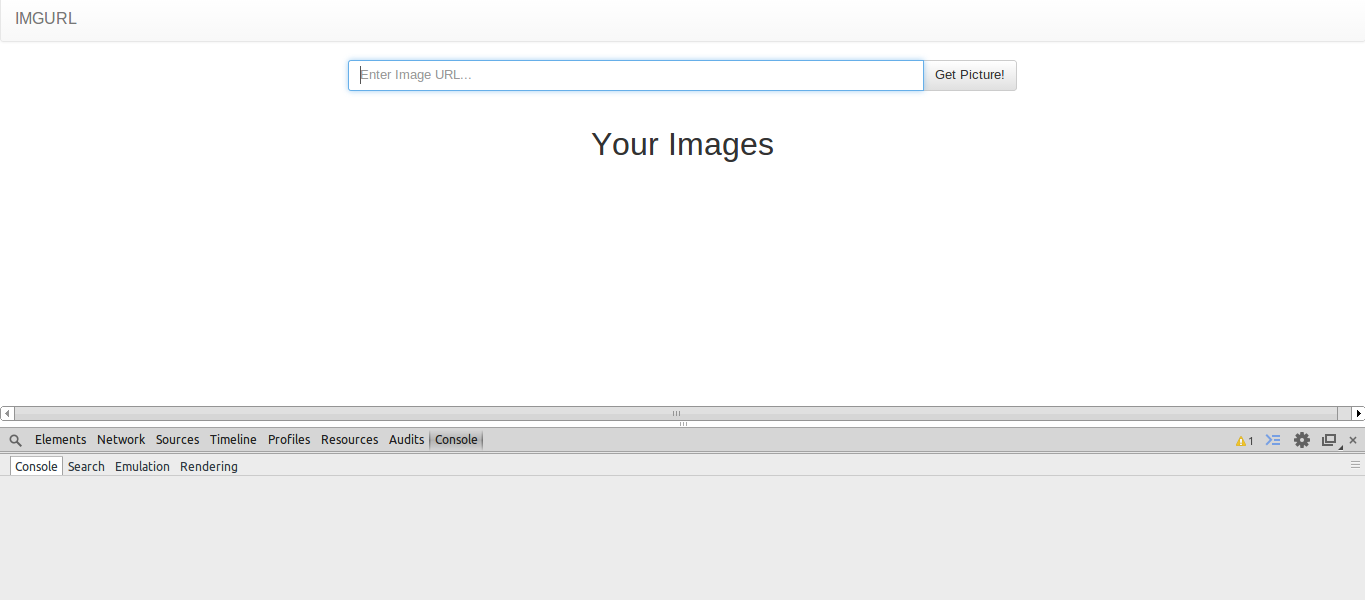 IMGURL
Enter Image URL... Get Picture!
Your Images
Elements Network Sources Timeline Profiles Resources Audits Console 1
Console Search Emulation Rendering